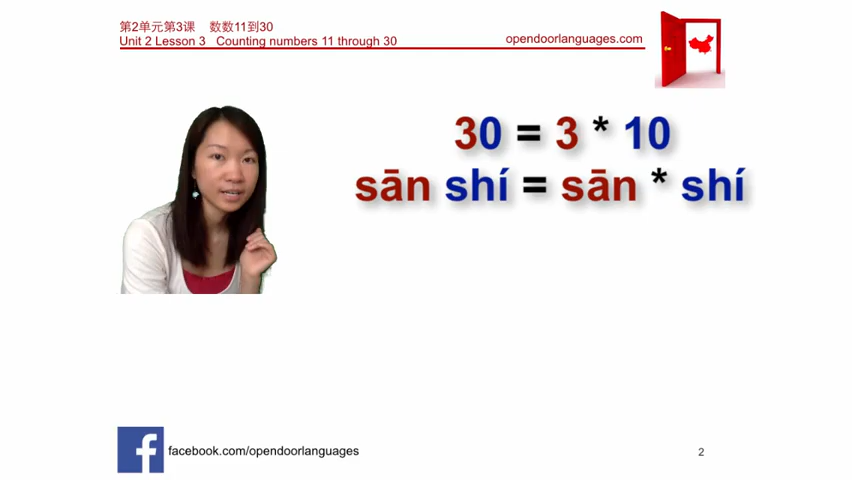 第2单元第3课 数数11到30
Unit 2 Lesson 3 Counting numbers 11 through 30
opendoorlanguages.com
30 = 3 * 10
sān shí = sān * shí
facebook.com/opendoorlanguages
2